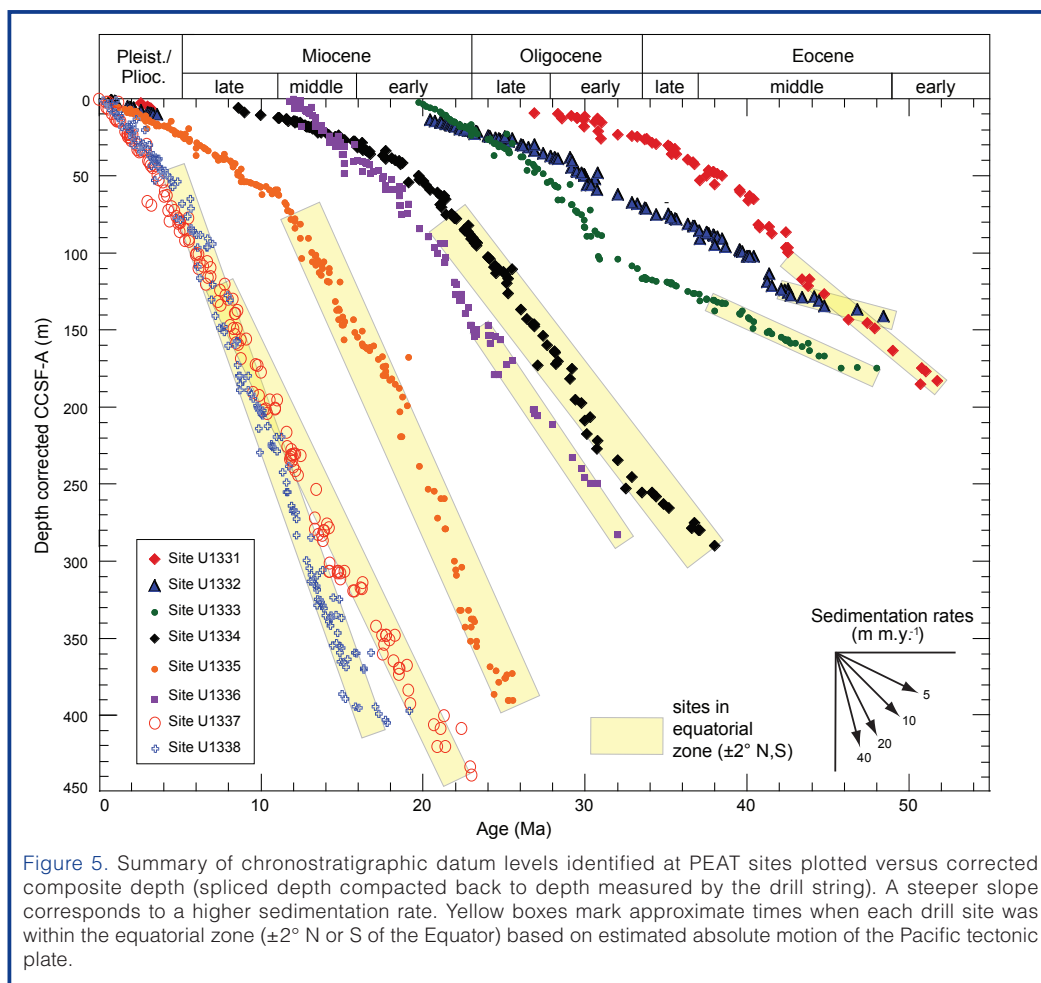 Pleist./
Plioc.
Miocene
Oligocene
Eocene
late
middle
early
late
early
late
middle
early
0
50
100
150
200
250
300
350
400
450
Depth corrected CCSF-A (m)
Site U1331
Site U1332
Site U1333
Site U1334
Site U1335
Site U1336
Site U1337
Site U1338
sites in
equatorial
zone (±2° N,S)
Sedimentation rates
(m m.y.⁻¹)
5
10
20
40
0
10
20
30
40
50
Age (Ma)
Figure 5. Summary of chronostratigraphic datum levels identified at PEAT sites plotted versus corrected
composite depth (spliced depth compacted back to depth measured by the drill string). A steeper slope
corresponds to a higher sedimentation rate. Yellow boxes mark approximate times when each drill site was
within the equatorial zone (±2° N or S of the Equator) based on estimated absolute motion of the Pacific tectonic
plate.